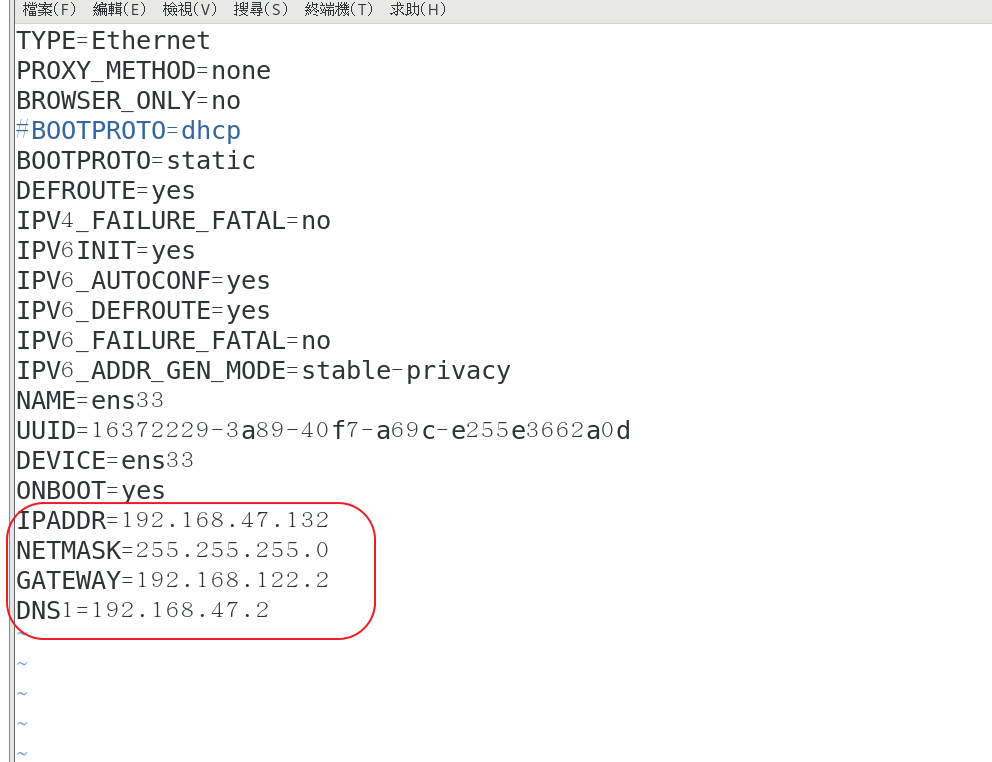 檔案(F) 編輯(E) 檢視(V) 搜尋(S) 終端機(T) 求助(H)
TYPE=Ethernet
PROXY_METHOD=none
BROWSER_ONLY=no
#BOOTPROTO=dhcp
BOOTPROTO=static
DEFROUTE=yes
IPV4_FAILURE_FATAL=no
IPV6INIT=yes
IPV6_AUTOCONF=yes
IPV6_DEFROUTE=yes
IPV6_FAILURE_FATAL=no
IPV6_ADDR_GEN_MODE=stable-privacy
NAME=ens33
UUID=16372229-3a89-40f7-a69c-e255e3662a0d
DEVICE=ens33
ONBOOT=yes
IPADDR=192.168.47.132
NETMASK=255.255.255.0
GATEWAY=192.168.122.2
DNS1=192.168.47.2
~
~
~
~
~